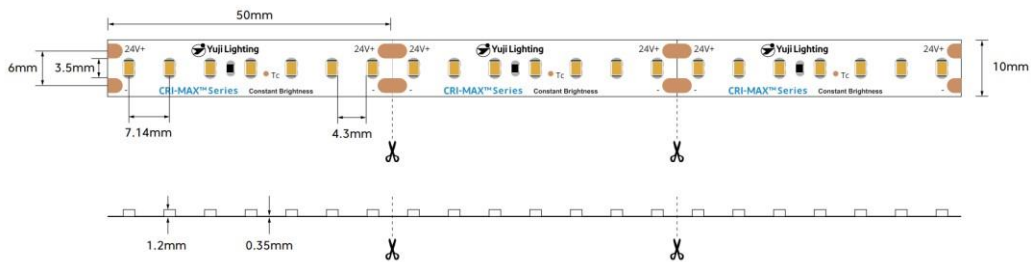 50mm
24V+ Yuji Lighting 24V+ 24V+ Yuji Lighting 24V+ 24V+ Yuji Lighting 24V+
6mm 3.5mm Tc Tc Tc 10mm
- CRI-MAX™ Series Constant Brightness - - CRI-MAX™ Series Constant Brightness - - CRI-MAX™ Series Constant Brightness -
7.14mm 4.3mm
1.2mm 0.35mm